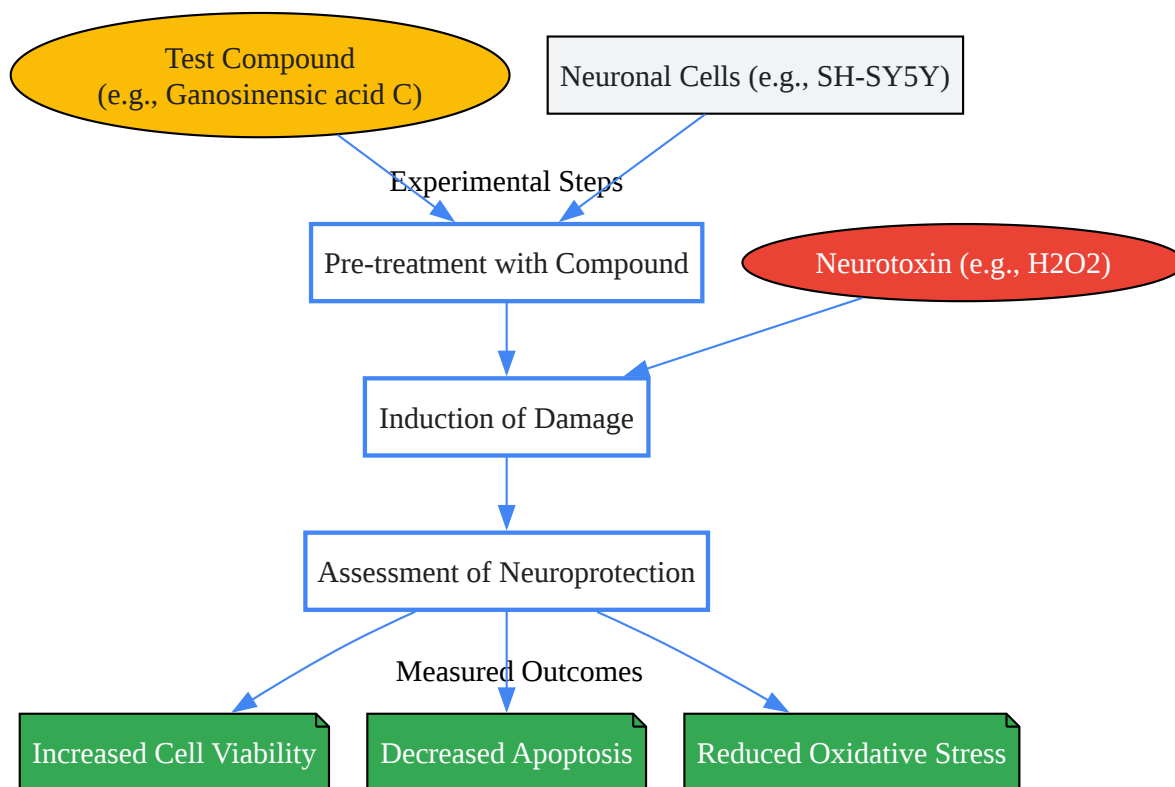 Test Compound
(e.g., Ganosinensic acid C)
Neuronal Cells (e.g., SH-SY5Y)
Experimental Steps
Pre-treatment with Compound
Neurotoxin (e.g., H2O2)
Induction of Damage
Assessment of Neuroprotection
Measured Outcomes
Increased Cell Viability
Decreased Apoptosis
Reduced Oxidative Stress